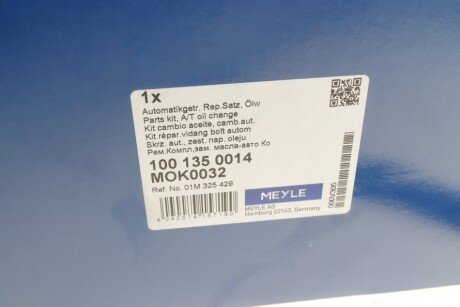 1x
Automatikgetr. Rep.Satz, Ölw
Parts kit, A/T oil change
Kit cambio aceite, camb.aut.
Kit répar.vidang bolt autom
Skrz. aut., zest. nap. oleju
Рем.Компл,зам. масла-авто Ко
100 135 0014
MOK0032
Ref. No. 01M 325 429
MEYLE
MEYLE AG
Hamburg 22143, Germany